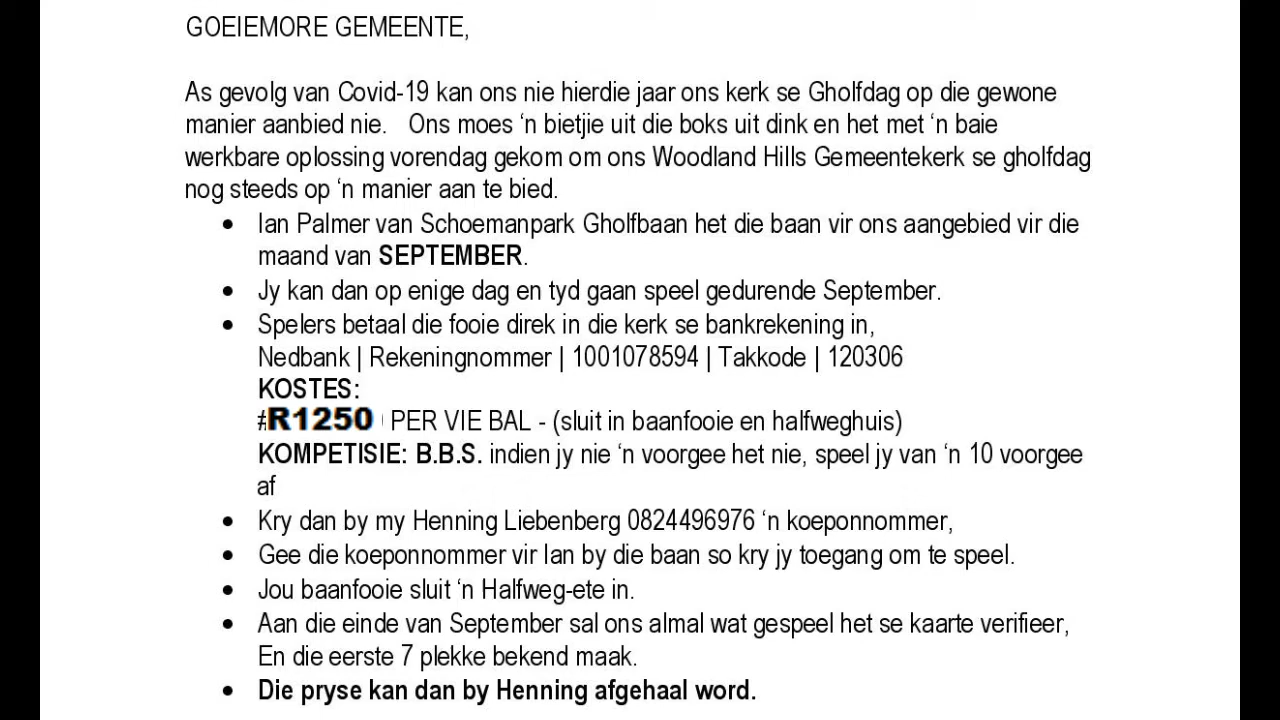 GOEIEMORE GEMEENTE,
As gevolg van Covid-19 kan ons nie hierdie jaar ons kerk se Gholfdag op die gewone
manier aanbied nie. Ons moes ‘n bietjie uit die boks uit dink en het met ‘n baie
werkbare oplossing vorendag gekom om ons Woodland Hills Gemeentekerk se gholfdag
nog steeds op ‘n manier aan te bied.
• Ian Palmer van Schoemanpark Gholfbaan het die baan vir ons aangebied vir die
maand van SEPTEMBER.
• Jy kan dan op enige dag en tyd gaan speel gedurende September.
• Spelers betaal die fooie direk in die kerk se bankrekening in,
Nedbank | Rekeningnommer | 1001078594 | Takkode | 120306
KOSTES:
#R1250 PER VIE BAL - (sluit in baanfooie en halfweghuis)
KOMPETISIE: B.B.S. indien jy nie ‘n voorgee het nie, speel jy van ‘n 10 voorgee
af
• Kry dan by my Henning Liebenberg 0824496976 ‘n koeponnommer,
• Gee die koeponnommer vir Ian by die baan so kry jy toegang om te speel.
• Jou baanfooie sluit ‘n Halfweg-ete in.
• Aan die einde van September sal ons almal wat gespeel het se kaarte verifieer,
En die eerste 7 plekke bekend maak.
• Die pryse kan dan by Henning afgehaal word.